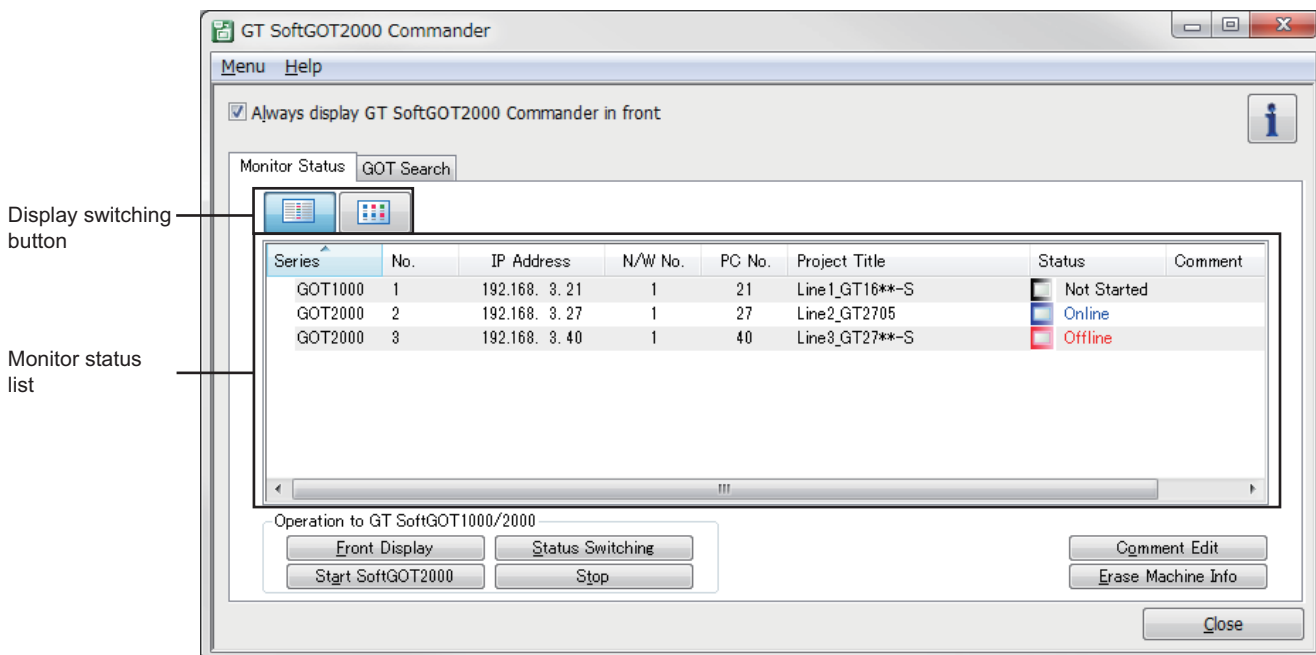 GT SoftGOT2000 Commander
Menu Help
Always display GT SoftGOT2000 Commander in front
i
Monitor Status GOT Search
Display switching
button
Series No. IP Address N/W No. PC No. Project Title Status Comment
GOT1000 1 192.168. 3. 21 1 21 Line1_GT16**-S Not Started
GOT2000 2 192.168. 3. 27 1 27 Line2_GT2705 Online
GOT2000 3 192.168. 3. 40 1 40 Line3_GT27**-S Offline
Monitor status
list
Operation to GT SoftGOT1000/2000
Front Display Status Switching Comment Edit
Start SoftGOT2000 Stop Erase Machine Info
Close